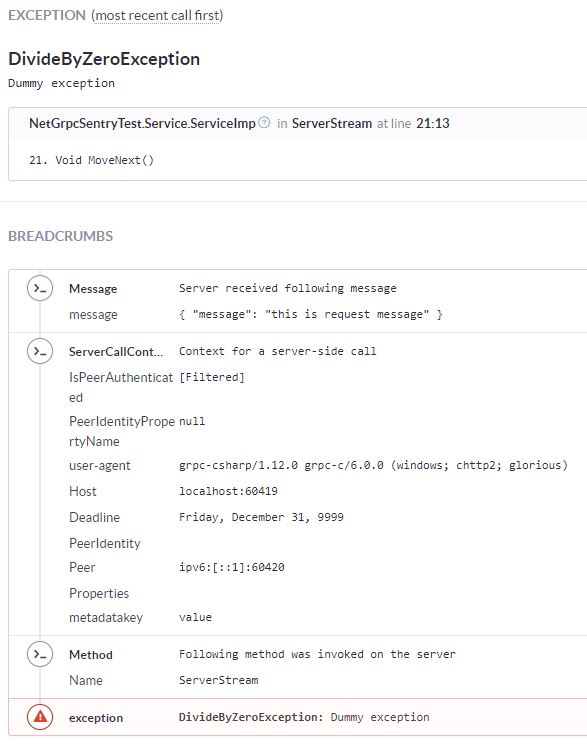 EXCEPTION (most recent call first)
DivideByZeroException
Dummy exception
NetGrpcSentryTest.Service.ServiceImp ? in ServerStream at line 21:13
21. Void MoveNext()
BREADCRUMBS
>_ Message Server received following message
message { "message": "this is request message" }
>_ ServerCallCont... Context for a server-side call
IsPeerAuthenticat [Filtered]
ed
PeerIdentityPrope null
rtyName
user-agent grpc-csharp/1.12.0 grpc-c/6.0.0 (windows; chttp2; glorious)
Host localhost:60419
Deadline Friday, December 31, 9999
PeerIdentity
Peer ipv6:[::1]:60420
Properties
metadatakey value
>_ Method Following method was invoked on the server
Name ServerStream
exception DivideByZeroException: Dummy exception